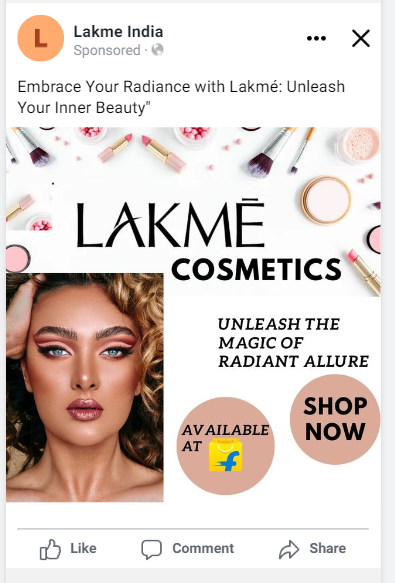 L
Lakme India
Sponsored ·
Embrace Your Radiance with Lakmé: Unleash
Your Inner Beauty"
LAKMĒ
COSMETICS
UNLEASH THE
MAGIC OF
RADIANT ALLURE
SHOP
NOW
AVAILABLE
AT
f
Like
Comment
Share